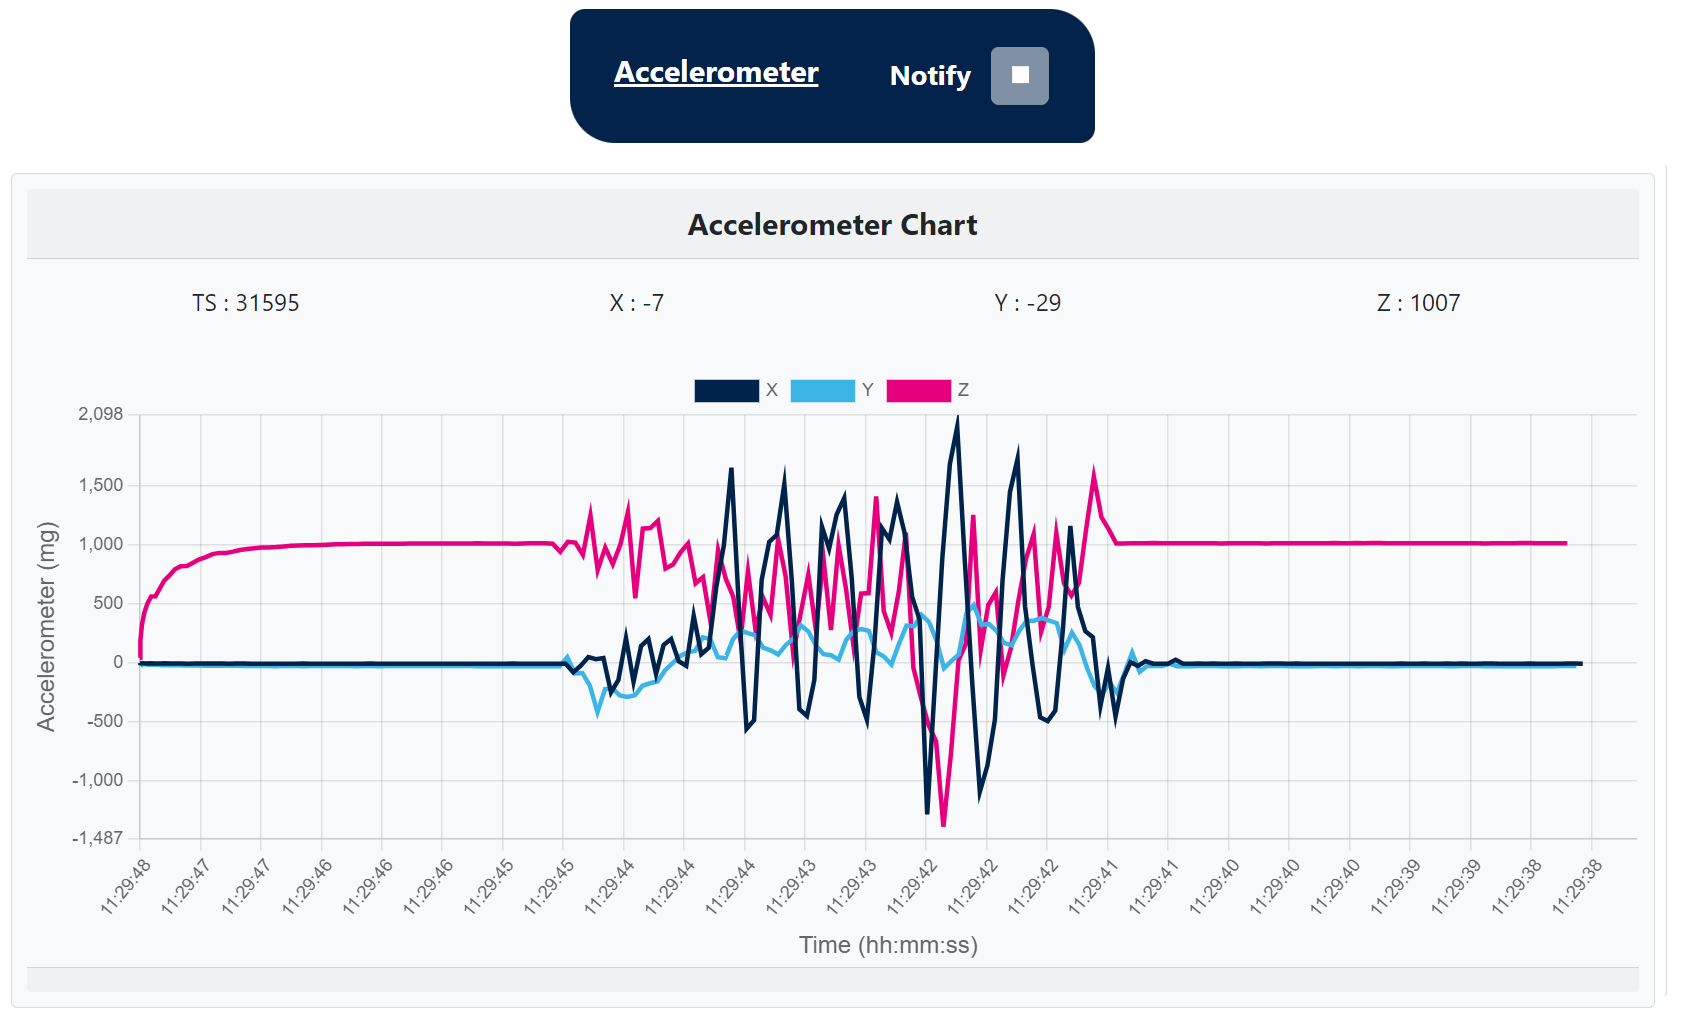 Accelerometer Notify
Accelerometer Chart
TS : 31595 X : -7 Y : -29 Z : 1007
X Y Z
2,098
1,500
1,000
500
0
-500
-1,000
-1,487
Accelerometer (mg)
11:29:48 11:29:47 11:29:47 11:29:46 11:29:46 11:29:46 11:29:45 11:29:45 11:29:44 11:29:44 11:29:44 11:29:43 11:29:43 11:29:42 11:29:42 11:29:42 11:29:41 11:29:41 11:29:40 11:29:40 11:29:40 11:29:39 11:29:39 11:29:38 11:29:38
Time (hh:mm:ss)